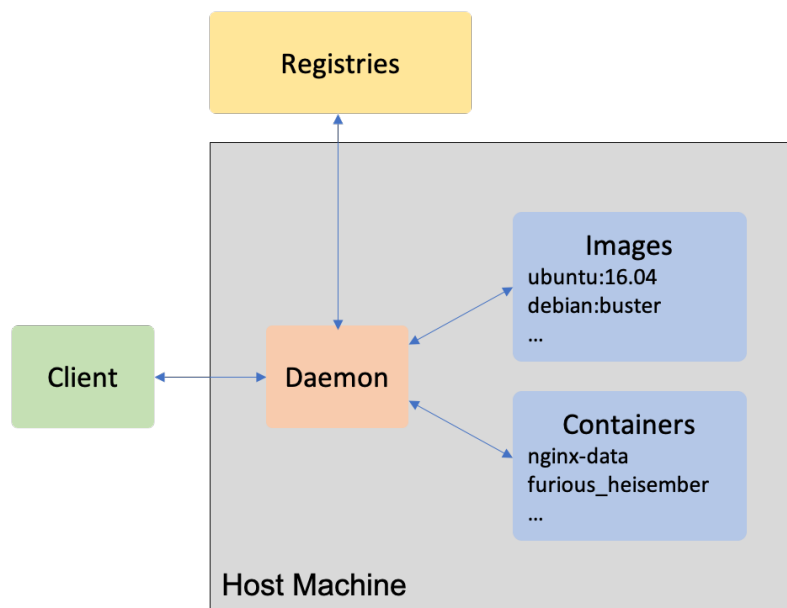 Registries
Images
ubuntu:16.04
debian:buster
...
Client
Daemon
Containers
nginx-data
furious_heisember
...
Host Machine